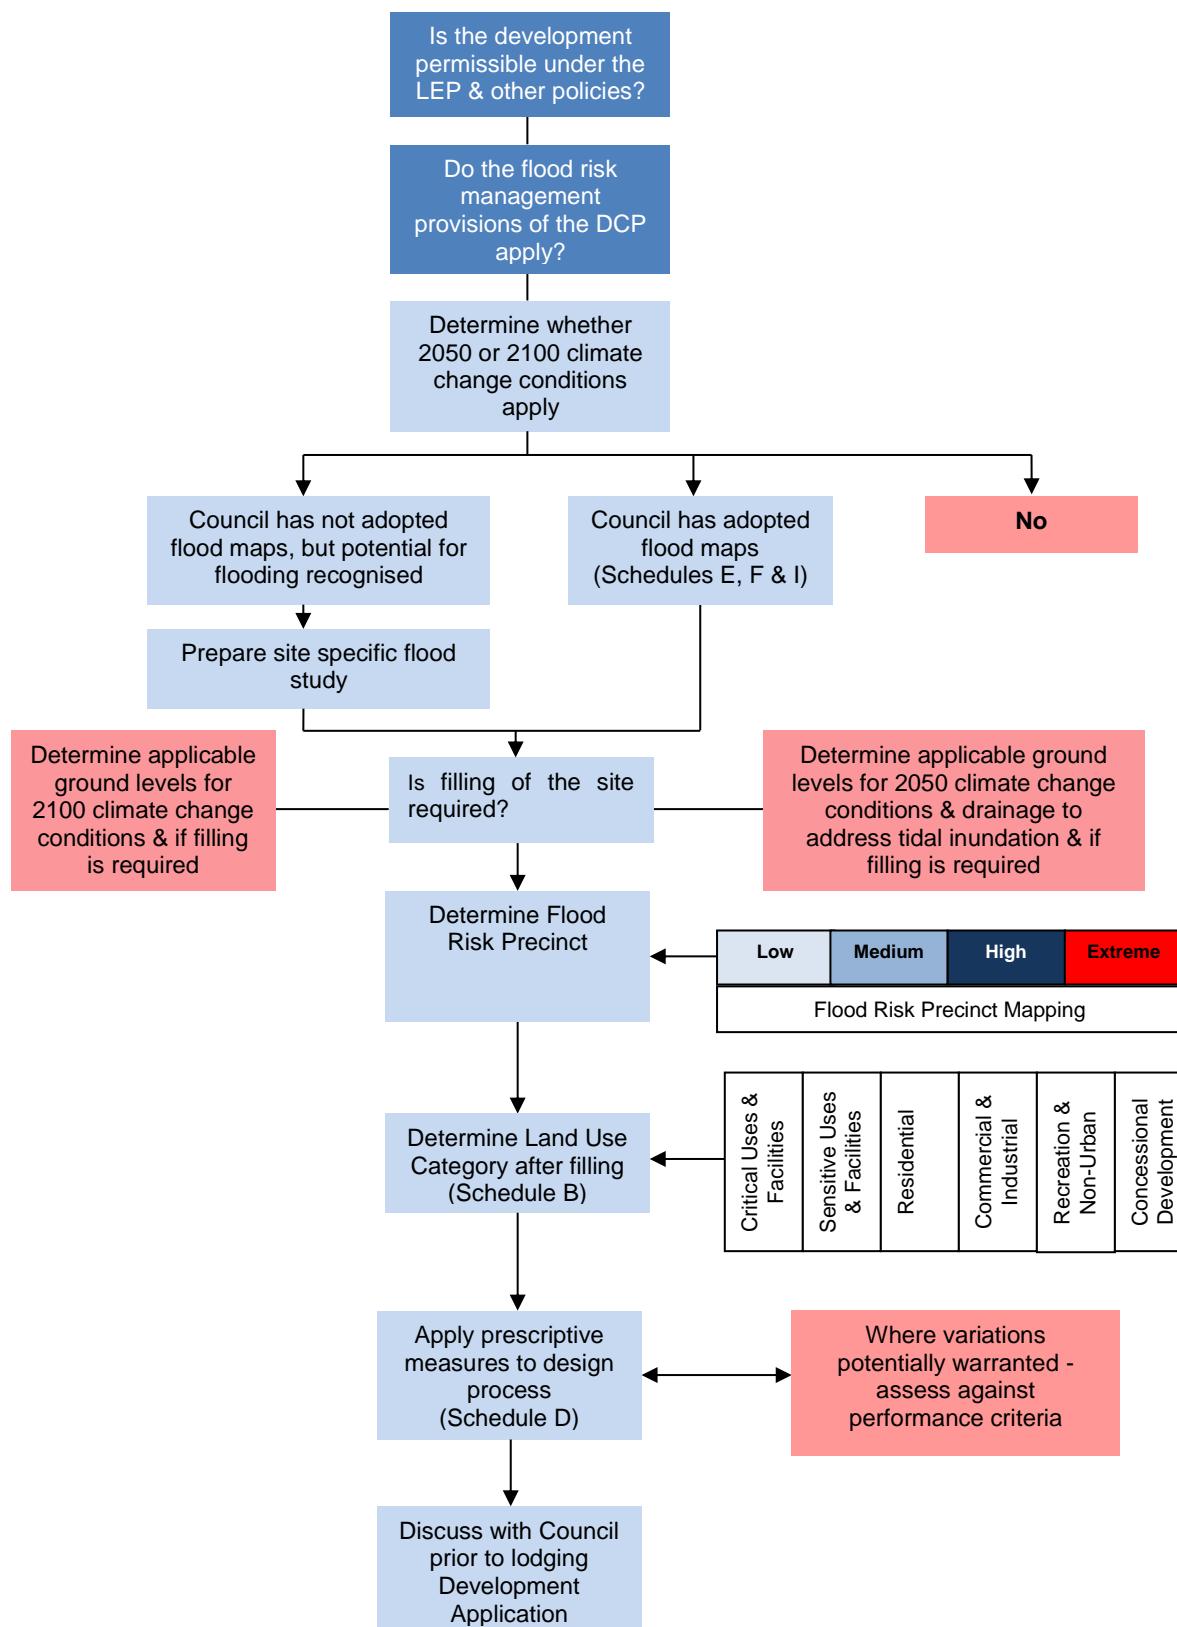 Is the development
permissible under the
LEP & other policies?
Do the flood risk
management
provisions of the DCP
apply?
Determine whether
2050 or 2100 climate
change conditions
apply
Council has not adopted
flood maps, but potential for
flooding recognised
Council has adopted
flood maps
(Schedules E, F & I)
No
Prepare site specific flood
study
Determine applicable
ground levels for
2100 climate change
conditions & if filling
is required
Is filling of the site
required?
Determine applicable ground
levels for 2050 climate change
conditions & drainage to
address tidal inundation & if
filling is required
Determine Flood
Risk Precinct
Low
Medium
High
Extreme
Flood Risk Precinct Mapping
Determine Land Use
Category after filling
(Schedule B)
Critical Uses &
Facilities
Sensitive Uses
& Facilities
Residential
Commercial &
Industrial
Recreation &
Non-Urban
Concessional
Development
Apply prescriptive
measures to design
process
(Schedule D)
Where variations
potentially warranted -
assess against
performance criteria
Discuss with Council
prior to lodging
Development
Application